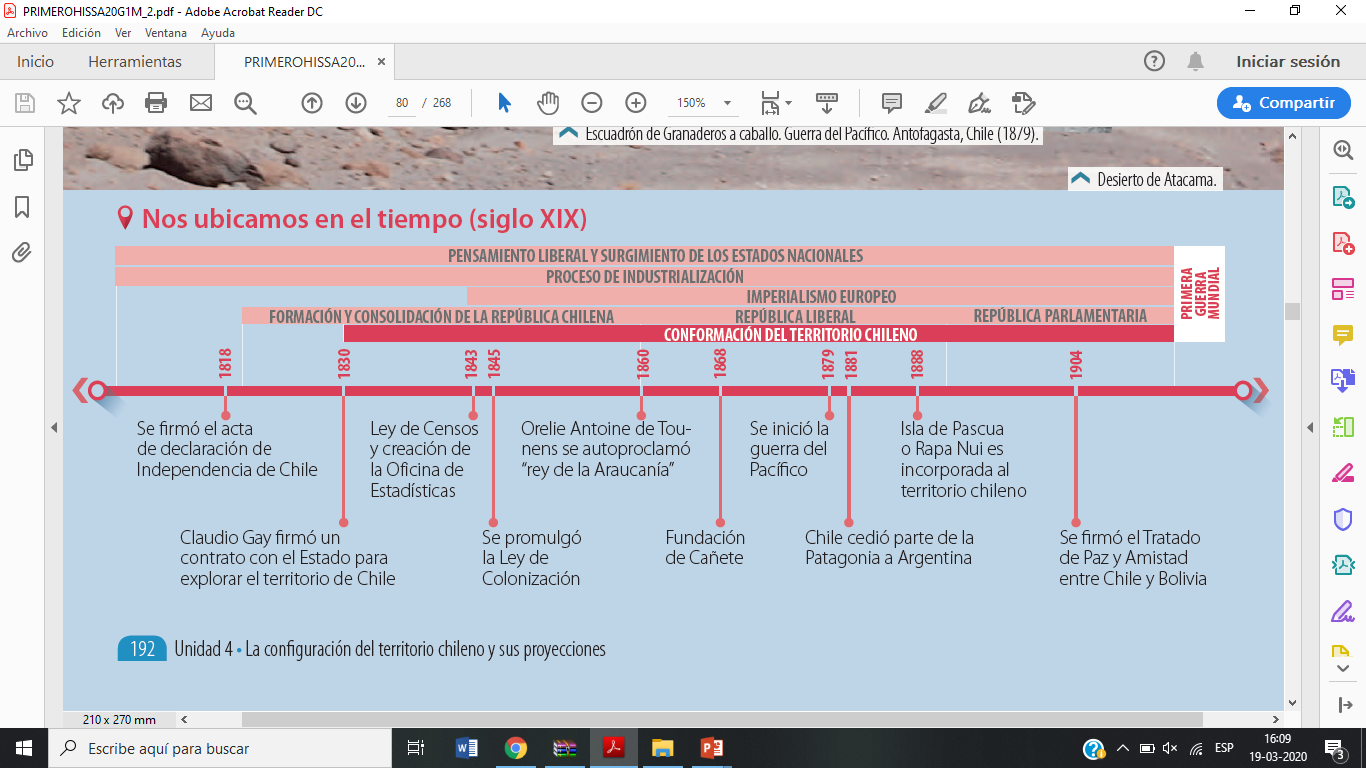 PRIMEROHISSA20G1M_2.pdf - Adobe Acrobat Reader DC
Archivo Edición Ver Ventana Ayuda
Inicio Herramientas PRIMEROHISSA20... × Iniciar sesión
80 / 268 150% Compartir
Escuadrón de Granaderos a caballo. Guerra del Pacífico. Antofagasta, Chile (1879).
Desierto de Atacama.
Nos ubicamos en el tiempo (siglo XIX)
PENSAMIENTO LIBERAL Y SURGIMIENTO DE LOS ESTADOS NACIONALES
PROCESO DE INDUSTRIALIZACIÓN
IMPERIALISMO EUROPEO
FORMACIÓN Y CONSOLIDACIÓN DE LA REPÚBLICA CHILENA REPÚBLICA LIBERAL REPÚBLICA PARLAMENTARIA
CONFORMACIÓN DEL TERRITORIO CHILENO
PRIMERA
GUERRA
MUNDIAL
1818 1830 1843 1845 1860 1868 1879 1881 1888 1904
Se firmó el acta
de declaración de
Independencia de Chile
Ley de Censos
y creación de
la Oficina de
Estadísticas
Orelie Antoine de Tou-
nens se autoproclamó
“rey de la Araucanía”
Se inició la
guerra del
Pacífico
Isla de Pascua
o Rapa Nui es
incorporada al
territorio chileno
Claudio Gay firmó un
contrato con el Estado para
explorar el territorio de Chile
Se promulgó
la Ley de
Colonización
Fundación
de Cañete
Chile cedió parte de la
Patagonia a Argentina
Se firmó el Tratado
de Paz y Amistad
entre Chile y Bolivia
192 Unidad 4 • La configuración del territorio chileno y sus proyecciones
210 x 270 mm
Escribe aquí para buscar
ESP
16:09
19-03-2020
3